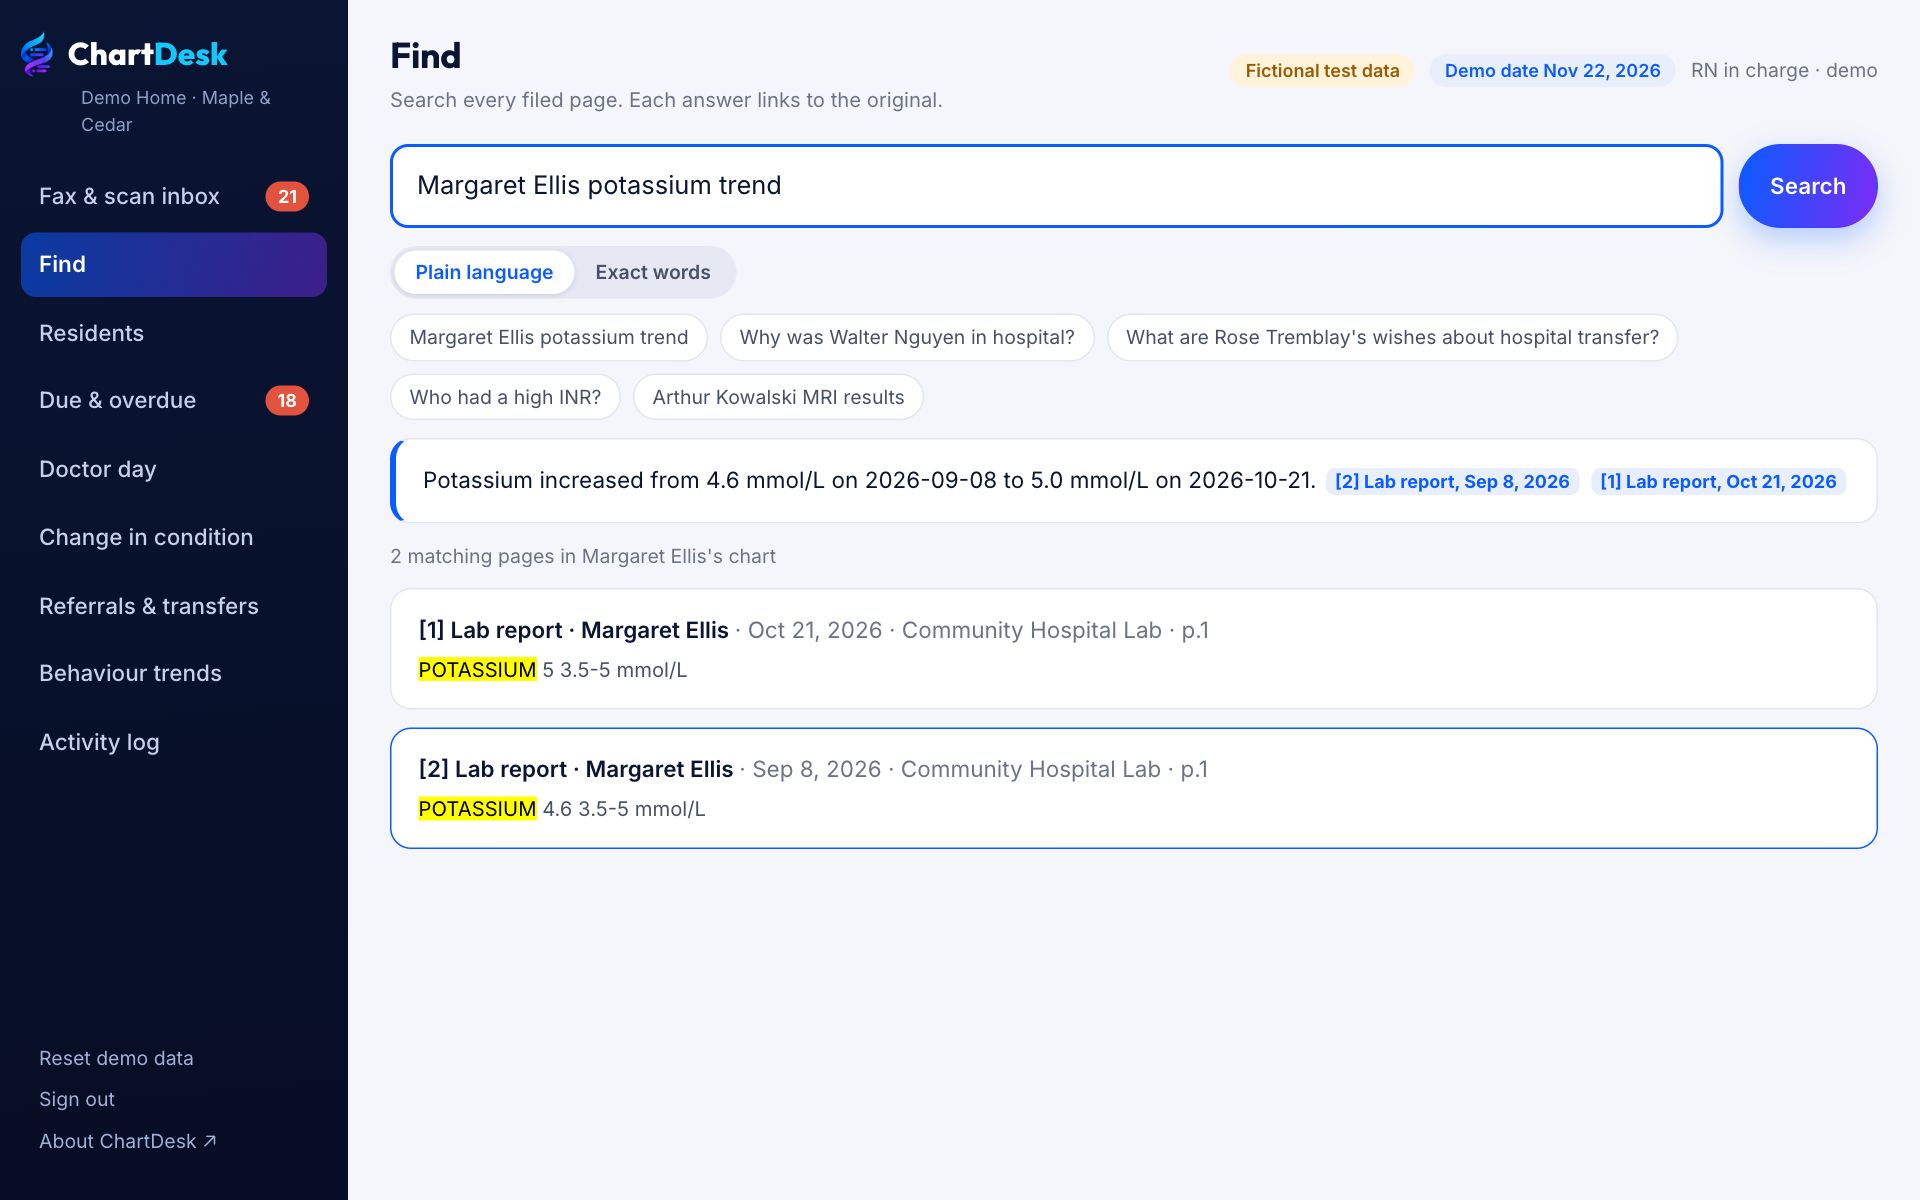 ChartDesk
Demo Home · Maple &
Cedar
Fax & scan inbox 21
Find
Residents
Due & overdue 18
Doctor day
Change in condition
Referrals & transfers
Behaviour trends
Activity log
Reset demo data
Sign out
About ChartDesk ↗
Find
Search every filed page. Each answer links to the original.
Fictional test data Demo date Nov 22, 2026 RN in charge · demo
Margaret Ellis potassium trend Search
Plain language Exact words
Margaret Ellis potassium trend Why was Walter Nguyen in hospital? What are Rose Tremblay's wishes about hospital transfer?
Who had a high INR? Arthur Kowalski MRI results
Potassium increased from 4.6 mmol/L on 2026-09-08 to 5.0 mmol/L on 2026-10-21. [2] Lab report, Sep 8, 2026 [1] Lab report, Oct 21, 2026
2 matching pages in Margaret Ellis's chart
[1] Lab report · Margaret Ellis · Oct 21, 2026 · Community Hospital Lab · p.1
POTASSIUM 5 3.5-5 mmol/L
[2] Lab report · Margaret Ellis · Sep 8, 2026 · Community Hospital Lab · p.1
POTASSIUM 4.6 3.5-5 mmol/L